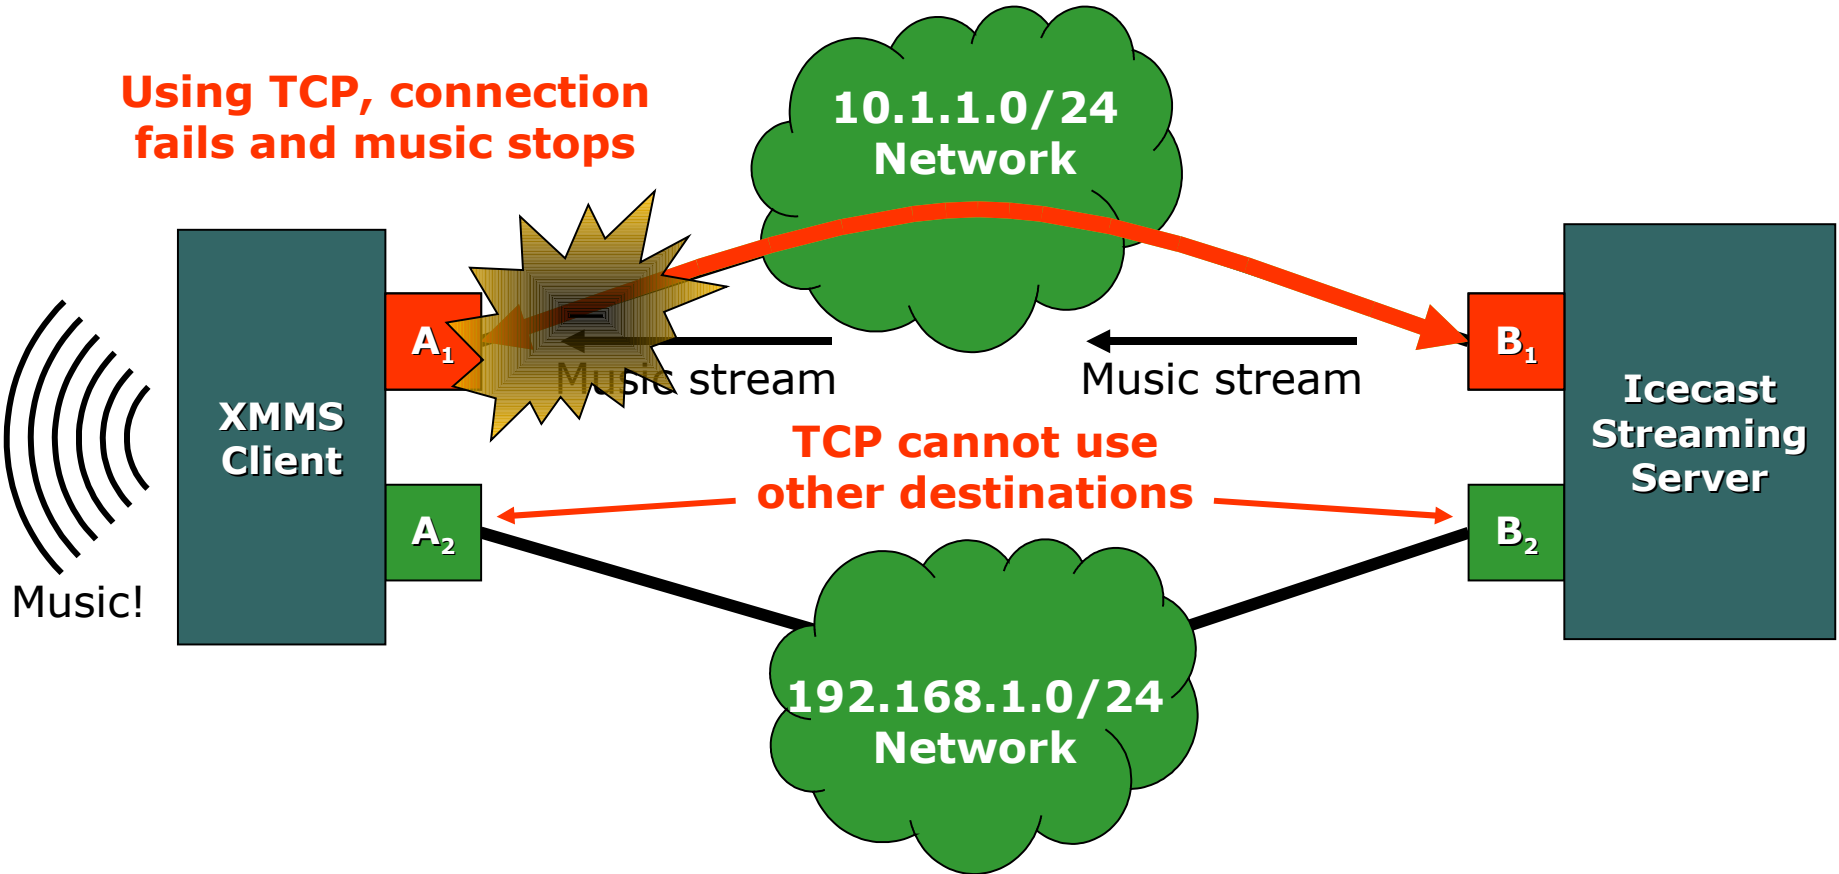 Using TCP, connection
fails and music stops
10.1.1.0/24
Network
A1
B1
Music stream
Music stream
XMMS
Client
Icecast
Streaming
Server
TCP cannot use
other destinations
A2
B2
Music!
192.168.1.0/24
Network